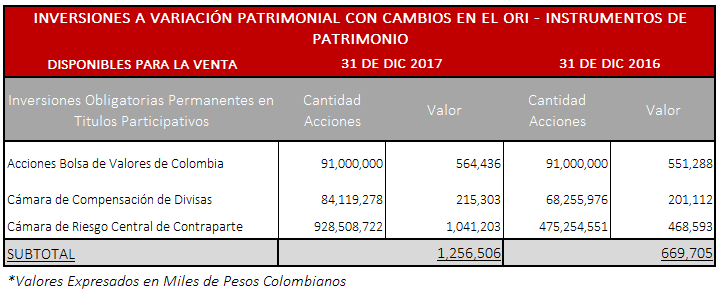 INVERSIONES A VARIACIÓN PATRIMONIAL CON CAMBIOS EN EL ORI - INSTRUMENTOS DE
PATRIMONIO
DISPONIBLES PARA LA VENTA 31 DE DIC 2017 31 DE DIC 2016
Inversiones Obligatorias Permanentes en Titulos Participativos Cantidad Acciones Valor Cantidad Acciones Valor
Acciones Bolsa de Valores de Colombia 91,000,000 564,436 91,000,000 551,288
Cámara de Compensación de Divisas 84,119,278 215,303 68,255,976 201,112
Cámara de Riesgo Central de Contraparte 928,508,722 1,041,203 475,254,551 468,593
SUBTOTAL 1,256,506 669,705
*Valores Expresados en Miles de Pesos Colombianos